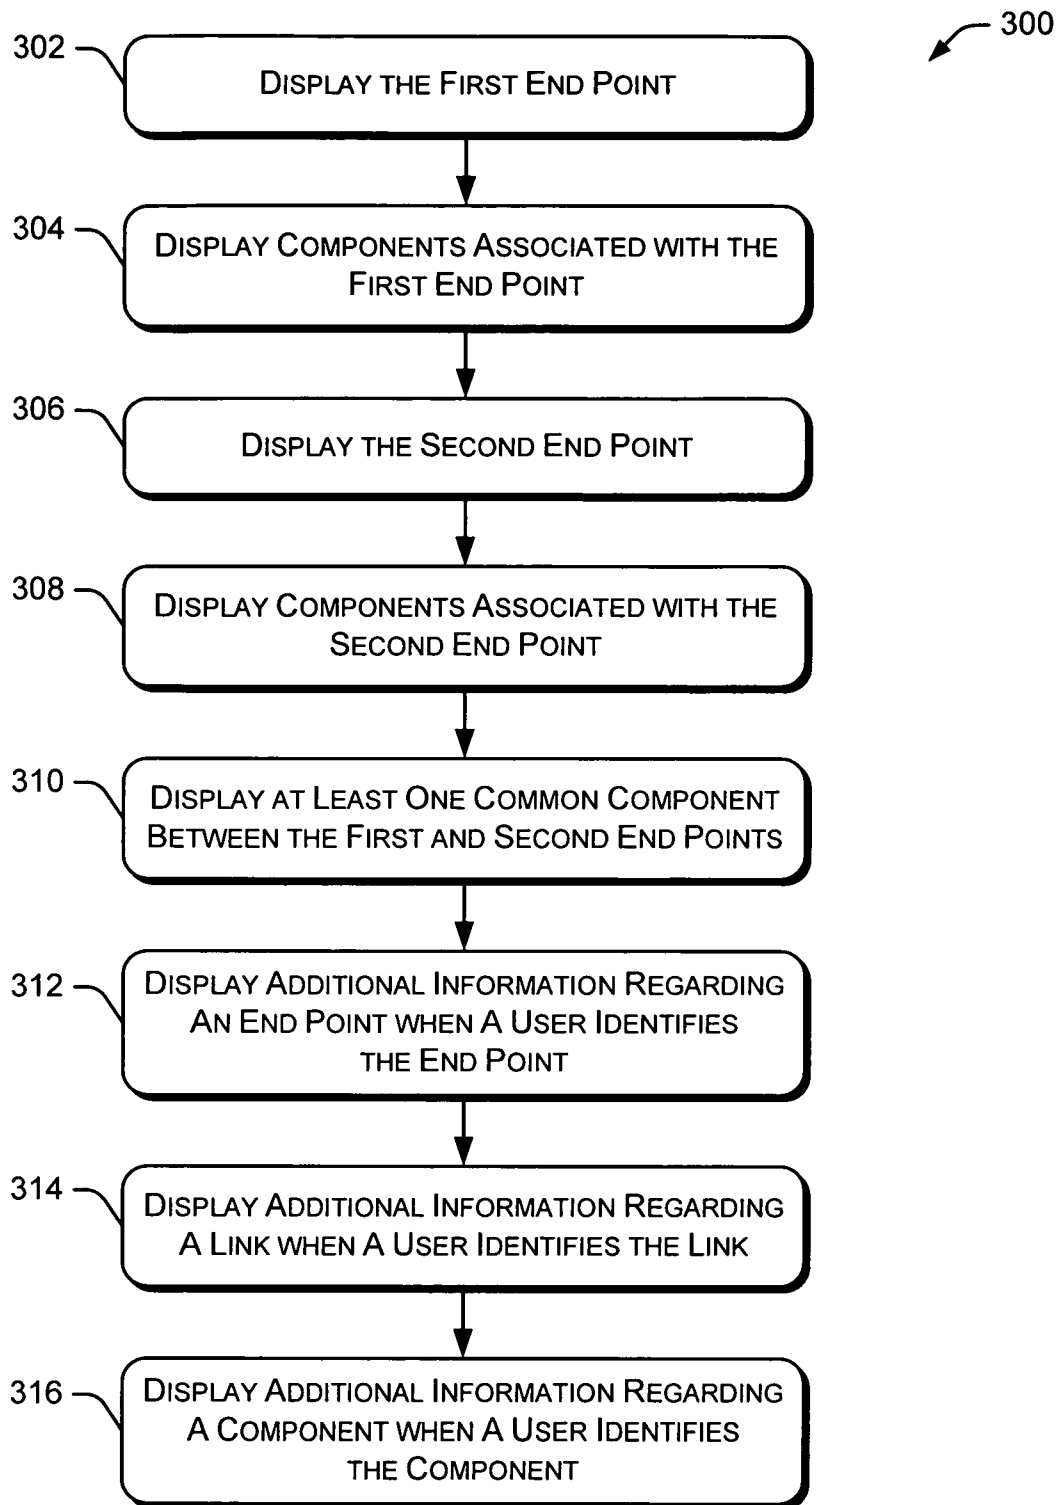 300
302
DISPLAY THE FIRST END POINT
304
DISPLAY COMPONENTS ASSOCIATED WITH THE
FIRST END POINT
306
DISPLAY THE SECOND END POINT
308
DISPLAY COMPONENTS ASSOCIATED WITH THE
SECOND END POINT
310
DISPLAY AT LEAST ONE COMMON COMPONENT
BETWEEN THE FIRST AND SECOND END POINTS
312
DISPLAY ADDITIONAL INFORMATION REGARDING
AN END POINT WHEN A USER IDENTIFIES
THE END POINT
314
DISPLAY ADDITIONAL INFORMATION REGARDING
A LINK WHEN A USER IDENTIFIES THE LINK
316
DISPLAY ADDITIONAL INFORMATION REGARDING
A COMPONENT WHEN A USER IDENTIFIES
THE COMPONENT